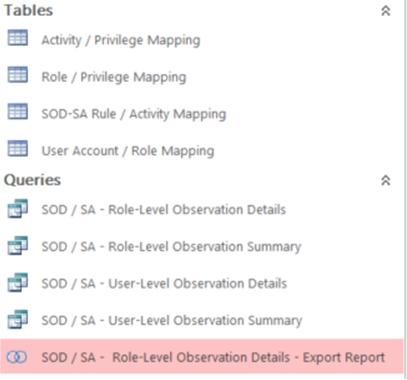 Tables
Activity / Privilege Mapping
Role / Privilege Mapping
SOD-SA Rule / Activity Mapping
User Account / Role Mapping
Queries
SOD / SA - Role-Level Observation Details
SOD / SA - Role-Level Observation Summary
SOD / SA - User-Level Observation Details
SOD / SA - User-Level Observation Summary
SOD / SA - Role-Level Observation Details - Export Report